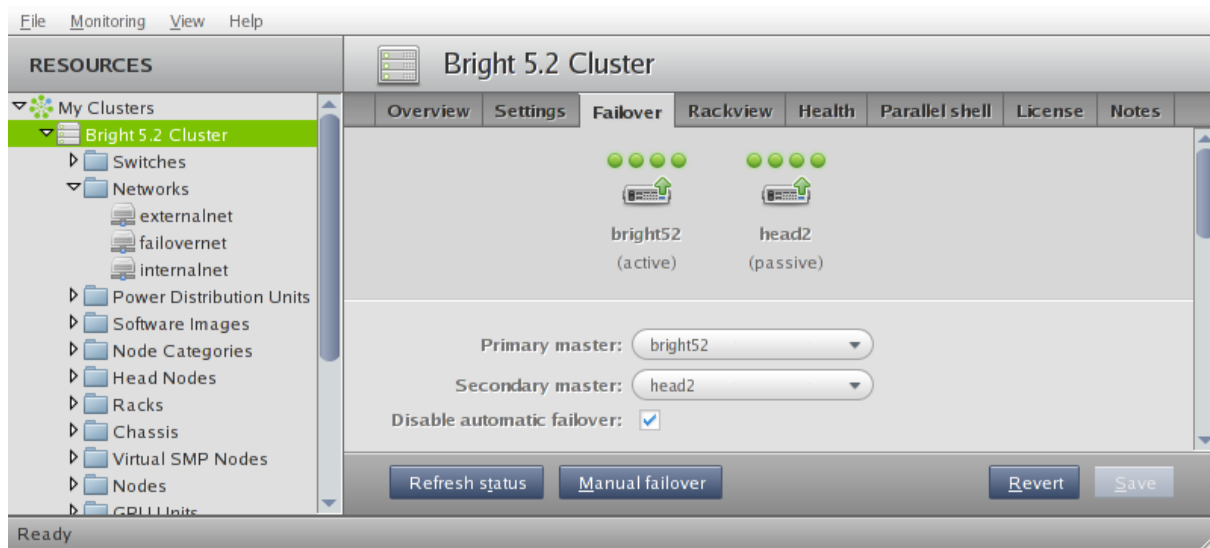 File Monitoring View Help
RESOURCES
Bright 5.2 Cluster
My Clusters
Bright 5.2 Cluster
Switches
Networks
externalnet
failovernet
internalnet
Power Distribution Units
Software Images
Node Categories
Head Nodes
Racks
Chassis
Virtual SMP Nodes
Nodes
GPU Units
Overview Settings Failover Rackview Health Parallel shell License Notes
bright52 head2
(active) (passive)
Primary master: bright52
Secondary master: head2
Disable automatic failover:
Refresh status Manual failover Revert Save
Ready